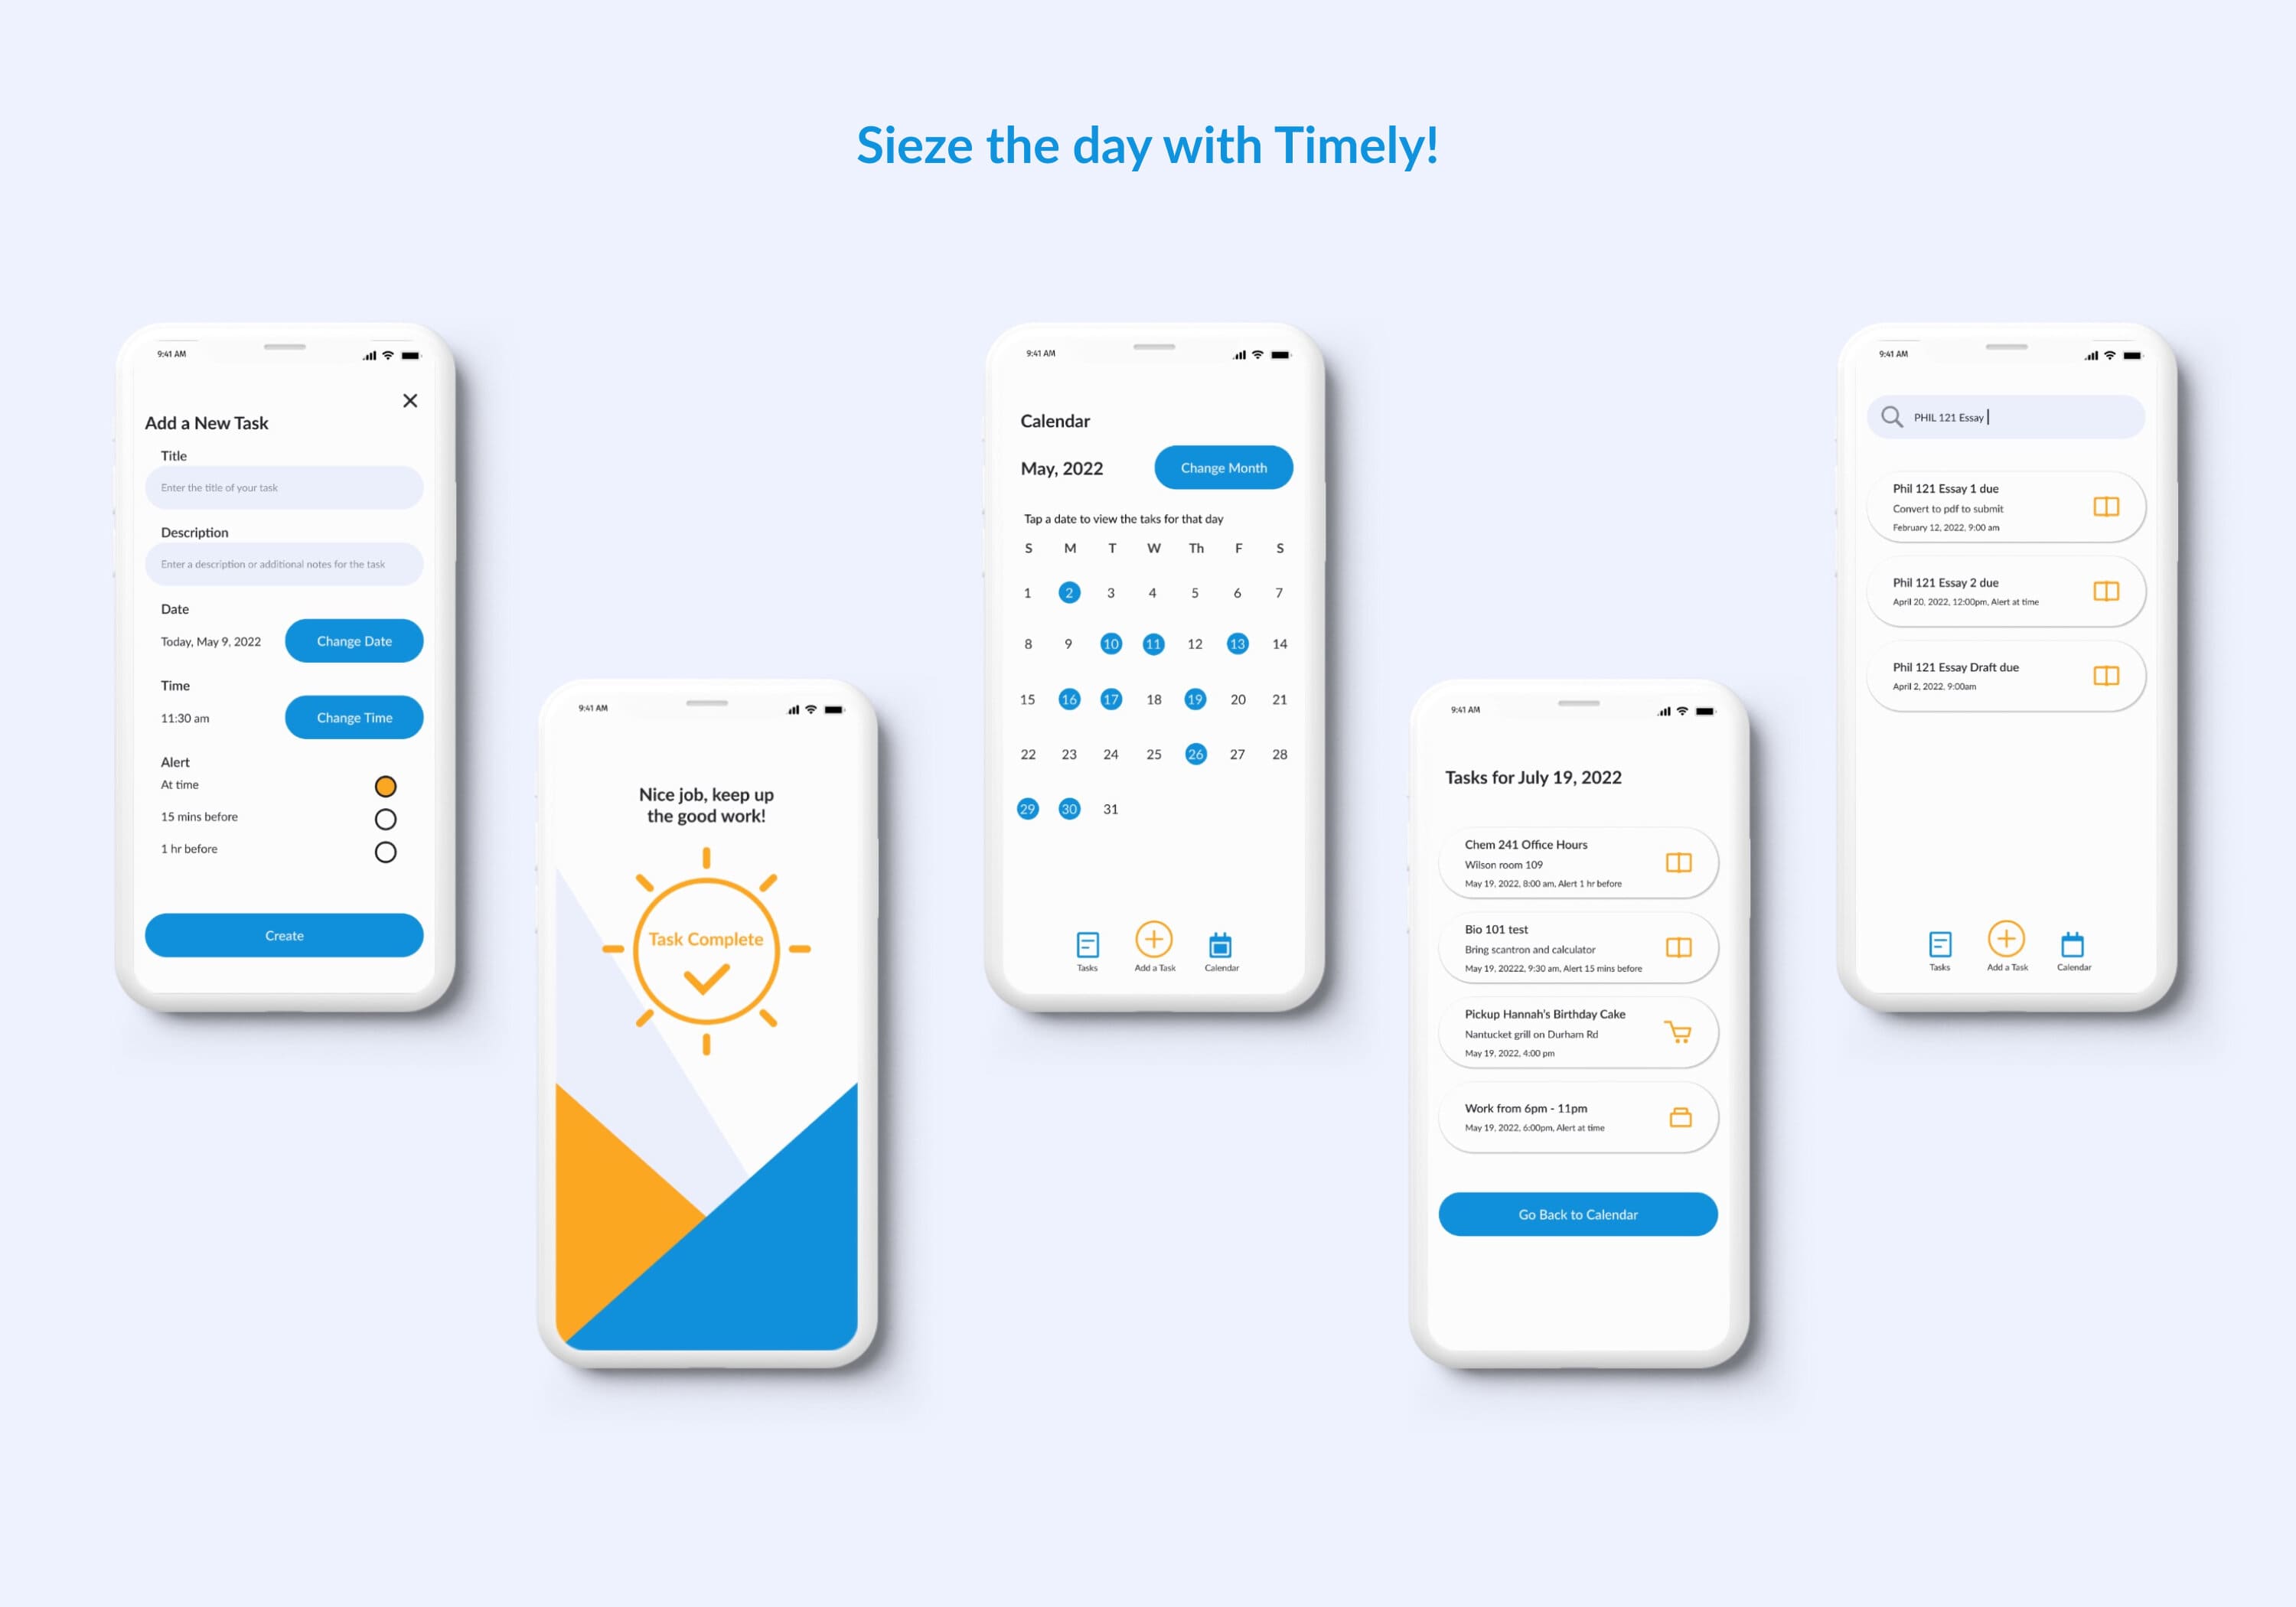 Sieze the day with Timely!
9:41 AM
Add a New Task
Title
Enter the title of your task
Description
Enter a description or additional notes for the task
Date
Today, May 9, 2022 Change Date
Time
11:30 am Change Time
Alert
At time
15 mins before
1 hr before
Create
9:41 AM
Nice job, keep up
the good work!
Task Complete
9:41 AM
Calendar
May, 2022 Change Month
Tap a date to view the taks for that day
S M T W Th F S
1 2 3 4 5 6 7
8 9 10 11 12 13 14
15 16 17 18 19 20 21
22 23 24 25 26 27 28
29 30 31
Tasks Add a Task Calendar
9:41 AM
Tasks for July 19, 2022
Chem 241 Office Hours
Wilson room 109
May 19, 2022, 8:00 am, Alert 1 hr before
Bio 101 test
Bring scantron and calculator
May 19, 20222, 9:30 am, Alert 15 mins before
Pickup Hannah's Birthday Cake
Nantucket grill on Durham Rd
May 19, 2022, 4:00 pm
Work from 6pm - 11pm
May 19, 2022, 6:00pm, Alert at time
Go Back to Calendar
9:41 AM
PHIL 121 Essay
Phil 121 Essay 1 due
Convert to pdf to submit
February 12, 2022, 9:00 am
Phil 121 Essay 2 due
April 20, 2022, 12:00pm, Alert at time
Phil 121 Essay Draft due
April 2, 2022, 9:00am
Tasks Add a Task Calendar